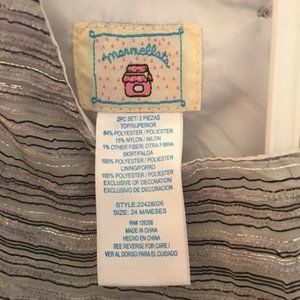 marmellata
2PC SET/ 2 PIEZAS
TOP/SUPERIOR
84% POLYESTER / POLIESTER
15% NYLON / NILON
1% OTHER FIBER/ OTRA FIBRA
SKIRT/FALDA
100% POLYESTER / POLIESTER
LINING/FORRO
100% POLYESTER / POLIESTER
EXCLUSIVE OF DECORATION/
EXCLUSIVO DE DECORACION
STYLE:22428026
SIZE: 24 M/MESES
RN# 126206
MADE IN CHINA
HECHO EN CHINA
SEE REVERSE FOR CARE /
VER AL DORSO PARA EL CUIDADO